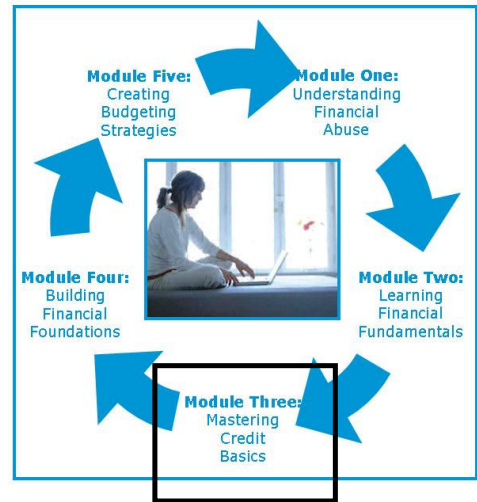 Module Five:
Creating
Budgeting
Strategies
Module One:
Understanding
Financial
Abuse
Module Two:
Learning
Financial
Fundamentals
Module Three:
Mastering
Credit
Basics
Module Four:
Building
Financial
Foundations